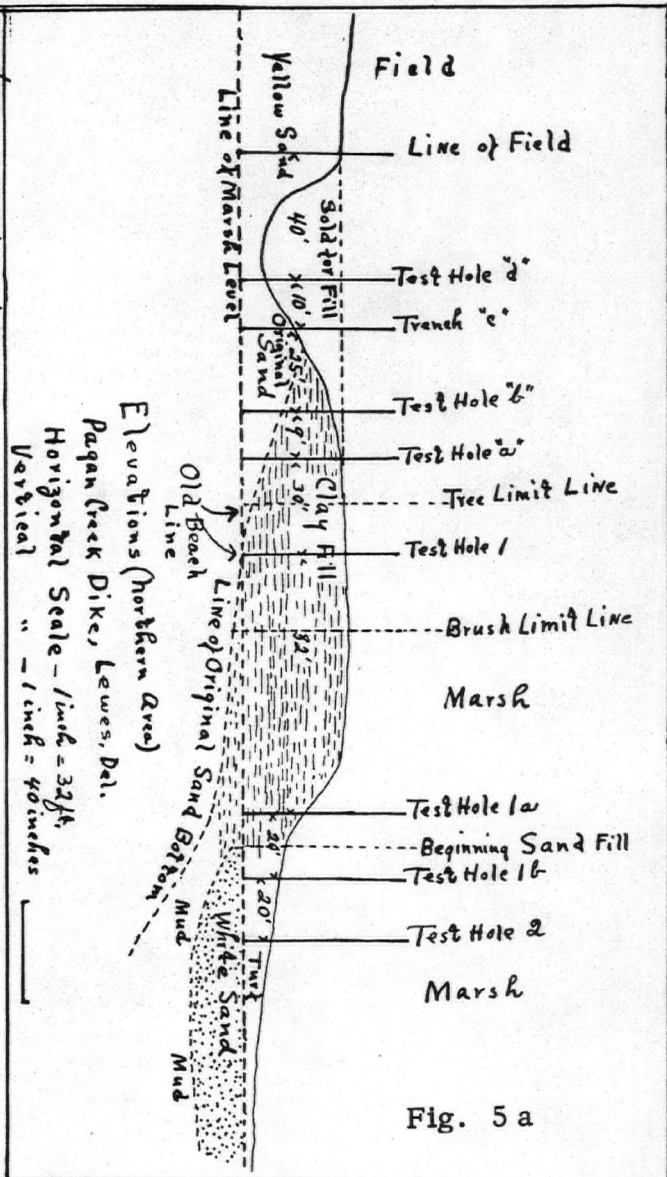 Field
Line of Field
Test Hole "d"
Trench "c"
Test Hole "b"
Test Hole "a"
Tree Limit Line
Test Hole 1
Brush Limit Line
Marsh
Test Hole 1a
Beginning Sand Fill
Test Hole 1b
Test Hole 2
Marsh
Fig. 5 a
Sold for Fill
Yellow Sand
40'
10'
Original
Sand
25'
9'
30"
Clay Fill
82'
20'
20'
Turf
White Sand
Mud
Mud
Line of Marsh Level
Old Beach
Line
Line of Original Sand Bottom
Elevations (northern Area)
Pagan Creek Dike, Lewes, Del.
Horizontal Scale - 1 inch = 32 ft.
Vertical " - 1 inch = 40 inches